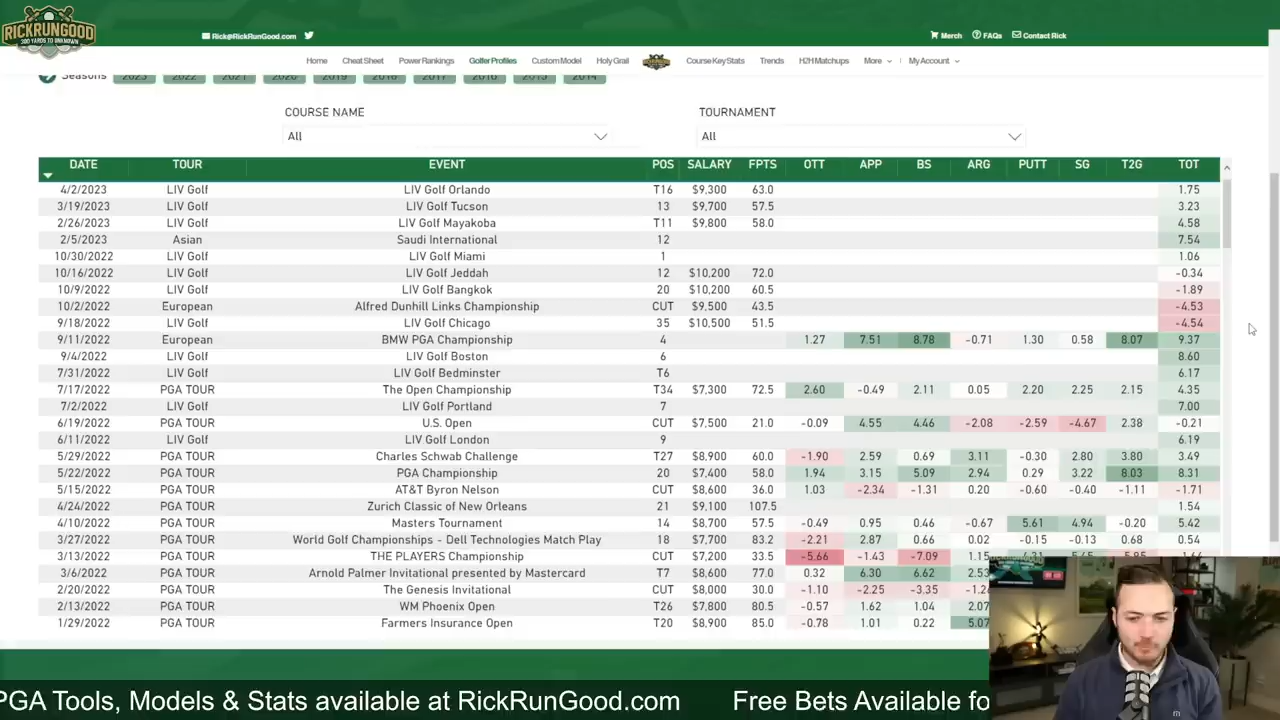 RICKRUNGOOD
300 YARDS TO UNKNOWN
Rick@RickRunGood.com
Merch FAQs Contact Rick
Home Cheat Sheet Power Rankings Golfer Profiles Custom Model Holy Grail Course Key Stats Trends H2H Matchups More My Account
Seasons 2023 2022 2021 2020 2019 2018 2017 2016 2015 2014
COURSE NAME TOURNAMENT
All All
DATE TOUR EVENT POS SALARY FPTS OTT APP BS ARG PUTT SG T2G TOT
4/2/2023 LIV Golf LIV Golf Orlando T16 $9,300 63.0 1.75
3/19/2023 LIV Golf LIV Golf Tucson 13 $9,700 57.5 3.23
2/26/2023 LIV Golf LIV Golf Mayakoba T11 $9,800 58.0 4.58
2/5/2023 Asian Saudi International 12 7.54
10/30/2022 LIV Golf LIV Golf Miami 1 1.06
10/16/2022 LIV Golf LIV Golf Jeddah 12 $10,200 72.0 -0.34
10/9/2022 LIV Golf LIV Golf Bangkok 20 $10,200 60.5 -1.89
10/2/2022 European Alfred Dunhill Links Championship CUT $9,500 43.5 -4.53
9/18/2022 LIV Golf LIV Golf Chicago 35 $10,500 51.5 -4.54
9/11/2022 European BMW PGA Championship 4 1.27 7.51 8.78 -0.71 1.30 0.58 8.07 9.37
9/4/2022 LIV Golf LIV Golf Boston 6 8.60
7/31/2022 LIV Golf LIV Golf Bedminster T6 6.17
7/17/2022 PGA TOUR The Open Championship T34 $7,300 72.5 2.60 -0.49 2.11 0.05 2.20 2.25 2.15 4.35
7/2/2022 LIV Golf LIV Golf Portland 7 7.00
6/19/2022 PGA TOUR U.S. Open CUT $7,500 21.0 -0.09 4.55 4.46 -2.08 -2.59 -4.67 2.38 -0.21
6/11/2022 LIV Golf LIV Golf London 9 6.19
5/29/2022 PGA TOUR Charles Schwab Challenge T27 $8,900 60.0 -1.90 2.59 0.69 3.11 -0.30 2.80 3.80 3.49
5/22/2022 PGA TOUR PGA Championship 20 $7,400 58.0 1.94 3.15 5.09 2.94 0.29 3.22 8.03 8.31
5/15/2022 PGA TOUR AT&T Byron Nelson CUT $8,600 36.0 1.03 -2.34 -1.31 0.20 -0.60 -0.40 -1.11 -1.71
4/24/2022 PGA TOUR Zurich Classic of New Orleans 21 $9,100 107.5 1.54
4/10/2022 PGA TOUR Masters Tournament 14 $8,700 57.5 -0.49 0.95 0.46 -0.67 5.61 4.94 -0.20 5.42
3/27/2022 PGA TOUR World Golf Championships - Dell Technologies Match Play 18 $7,700 83.2 -2.21 2.87 0.66 0.02 -0.15 -0.13 0.68 0.54
3/13/2022 PGA TOUR THE PLAYERS Championship CUT $7,200 33.5 -5.66 -1.43 -7.09 1.15
3/6/2022 PGA TOUR Arnold Palmer Invitational presented by Mastercard T7 $8,600 77.0 0.32 6.30 6.62 2.53
2/20/2022 PGA TOUR The Genesis Invitational CUT $8,000 30.0 -1.10 -2.25 -3.35
2/13/2022 PGA TOUR WM Phoenix Open T26 $7,800 80.5 -0.57 1.62 1.04 2.07
1/29/2022 PGA TOUR Farmers Insurance Open T20 $8,900 85.0 -0.78 1.01 0.22 5.07
PGA Tools, Models & Stats available at RickRunGood.com Free Bets Available fo